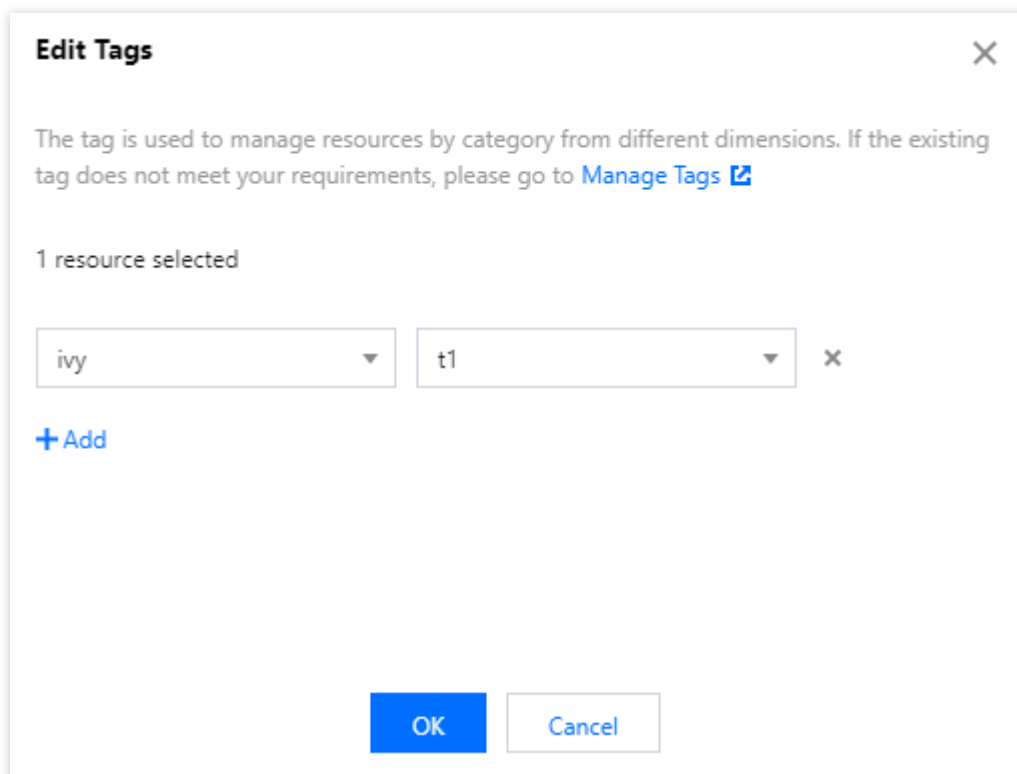 Edit Tags
The tag is used to manage resources by category from different dimensions. If the existing
tag does not meet your requirements, please go to Manage Tags
1 resource selected
ivy t1
Add
OK Cancel